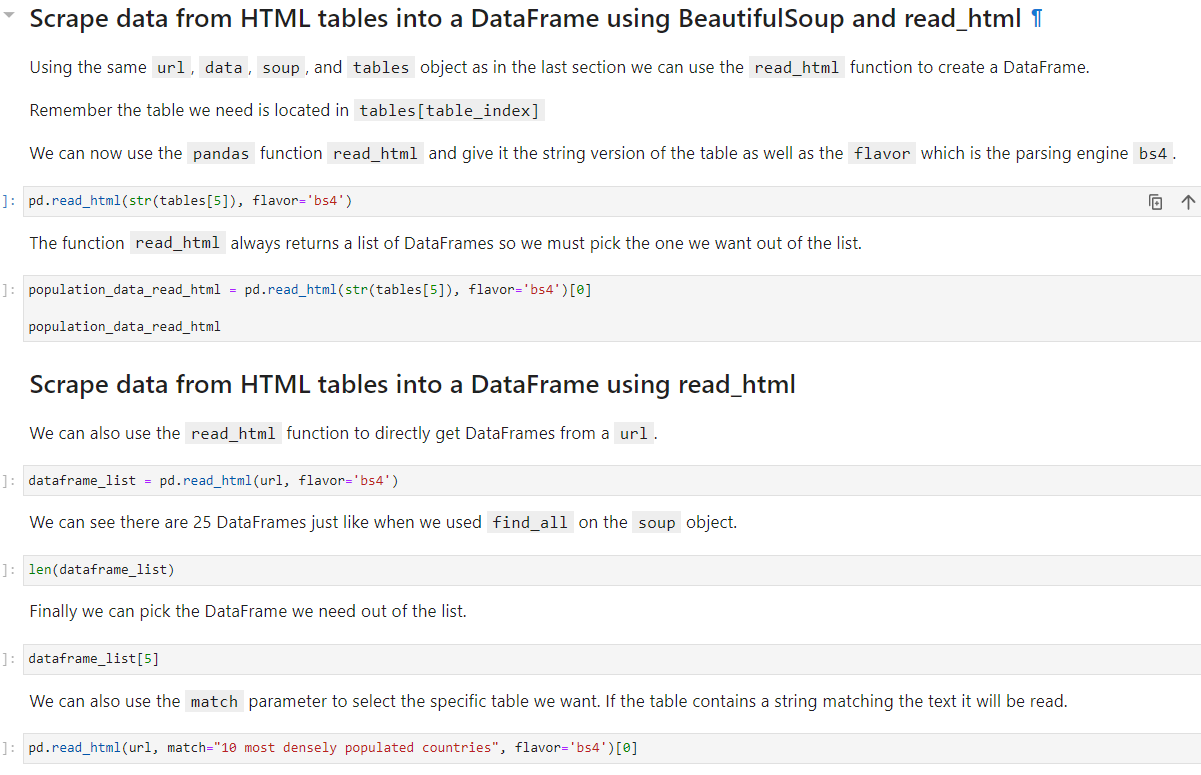 Scrape data from HTML tables into a DataFrame using BeautifulSoup and read_html ¶
Using the same url, data, soup, and tables object as in the last section we can use the read_html function to create a DataFrame.
Remember the table we need is located in tables[table_index]
We can now use the pandas function read_html and give it the string version of the table as well as the flavor which is the parsing engine bs4.
]: pd.read_html(str(tables[5]), flavor='bs4')
The function read_html always returns a list of DataFrames so we must pick the one we want out of the list.
]: population_data_read_html = pd.read_html(str(tables[5]), flavor='bs4')[0]
population_data_read_html
Scrape data from HTML tables into a DataFrame using read_html
We can also use the read_html function to directly get DataFrames from a url.
]: dataframe_list = pd.read_html(url, flavor='bs4')
We can see there are 25 DataFrames just like when we used find_all on the soup object.
]: len(dataframe_list)
Finally we can pick the DataFrame we need out of the list.
]: dataframe_list[5]
We can also use the match parameter to select the specific table we want. If the table contains a string matching the text it will be read.
]: pd.read_html(url, match="10 most densely populated countries", flavor='bs4')[0]